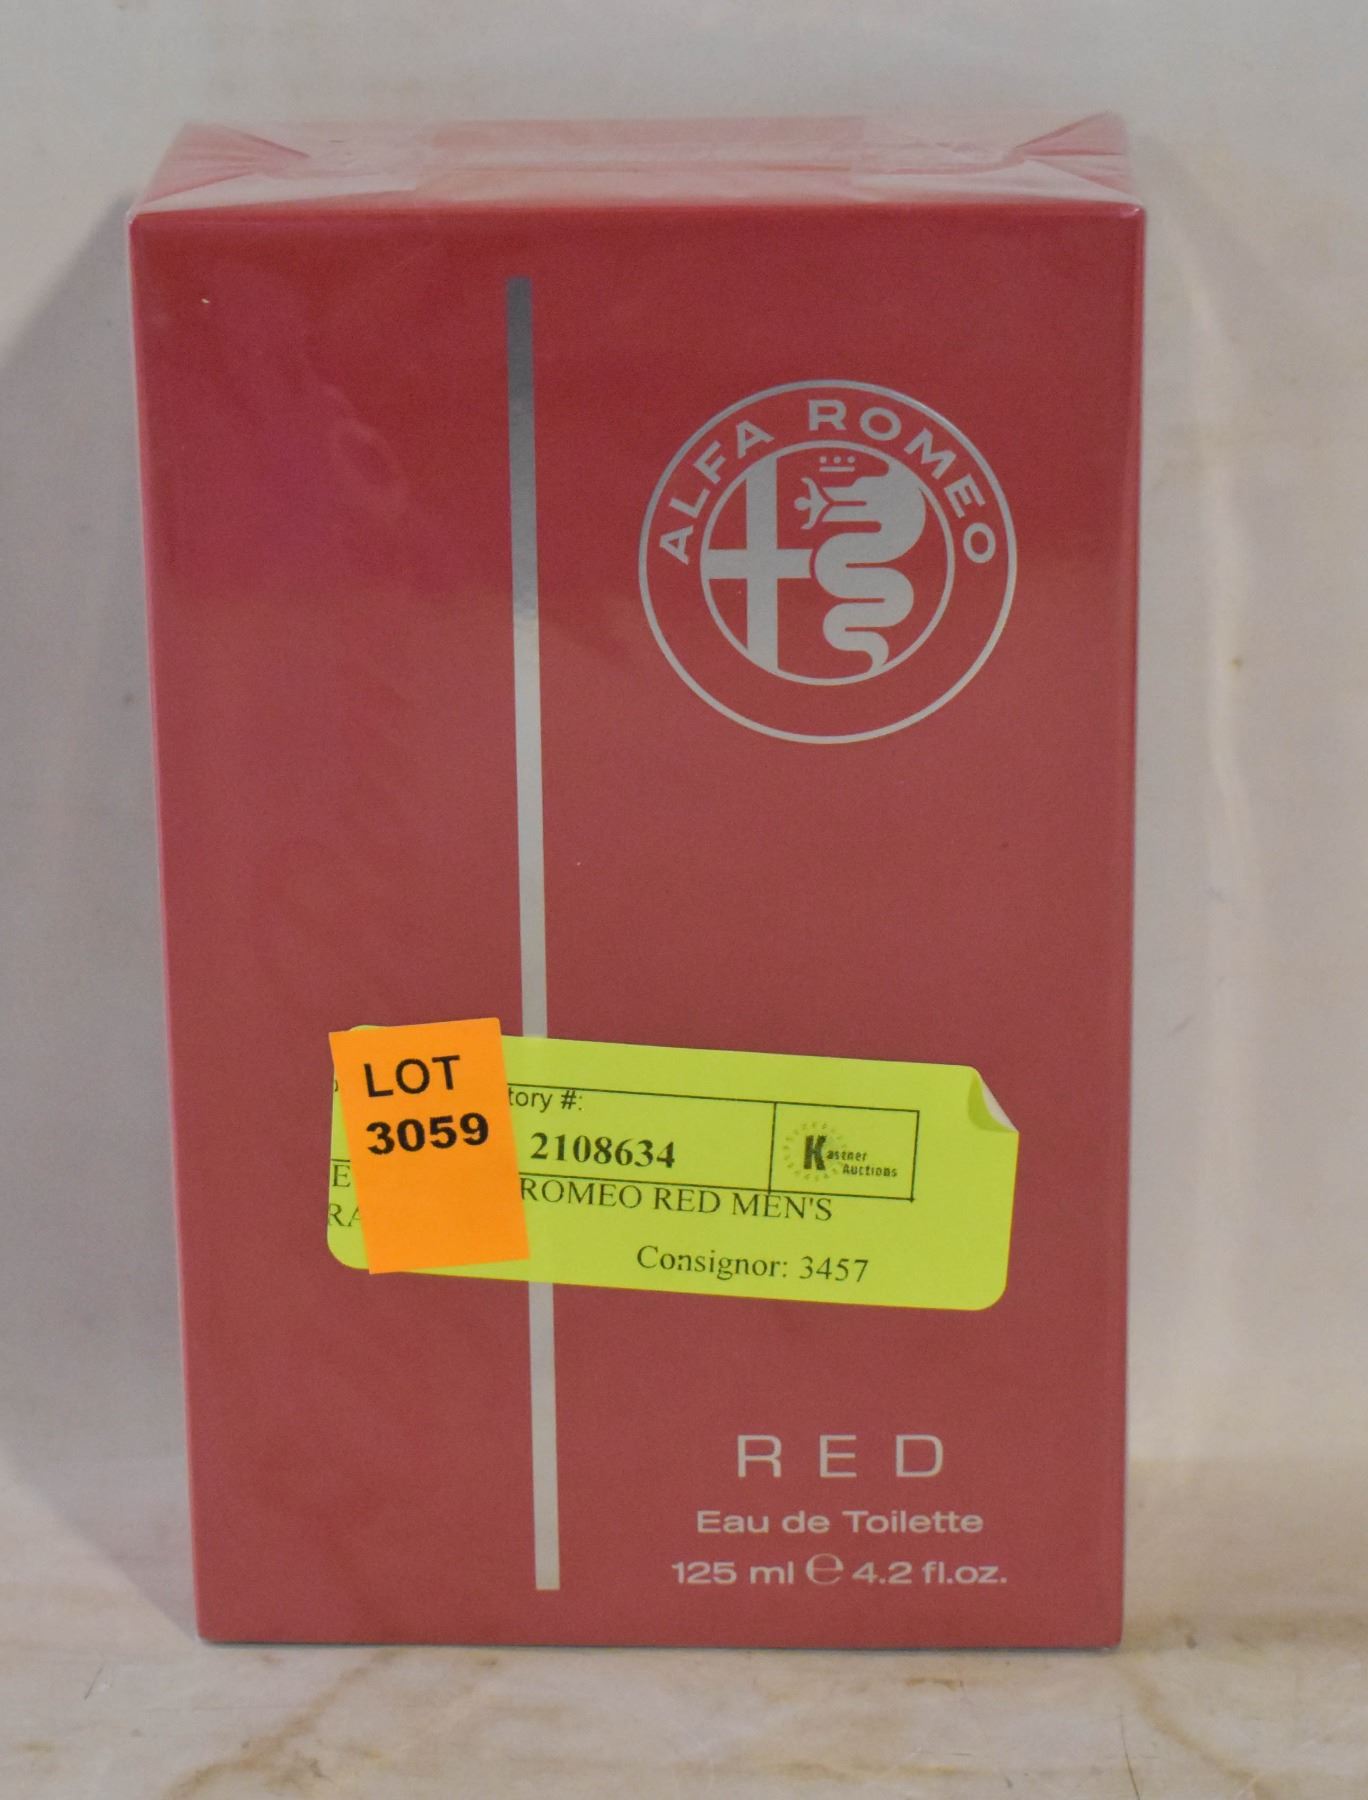 ALFA ROMEO
LOT
3059
tory #:
2108634
Kastner
Auctions
E
ROMEO RED MEN'S
RA
Consignor: 3457
RED
Eau de Toilette
125 ml ℮ 4.2 fl.oz.